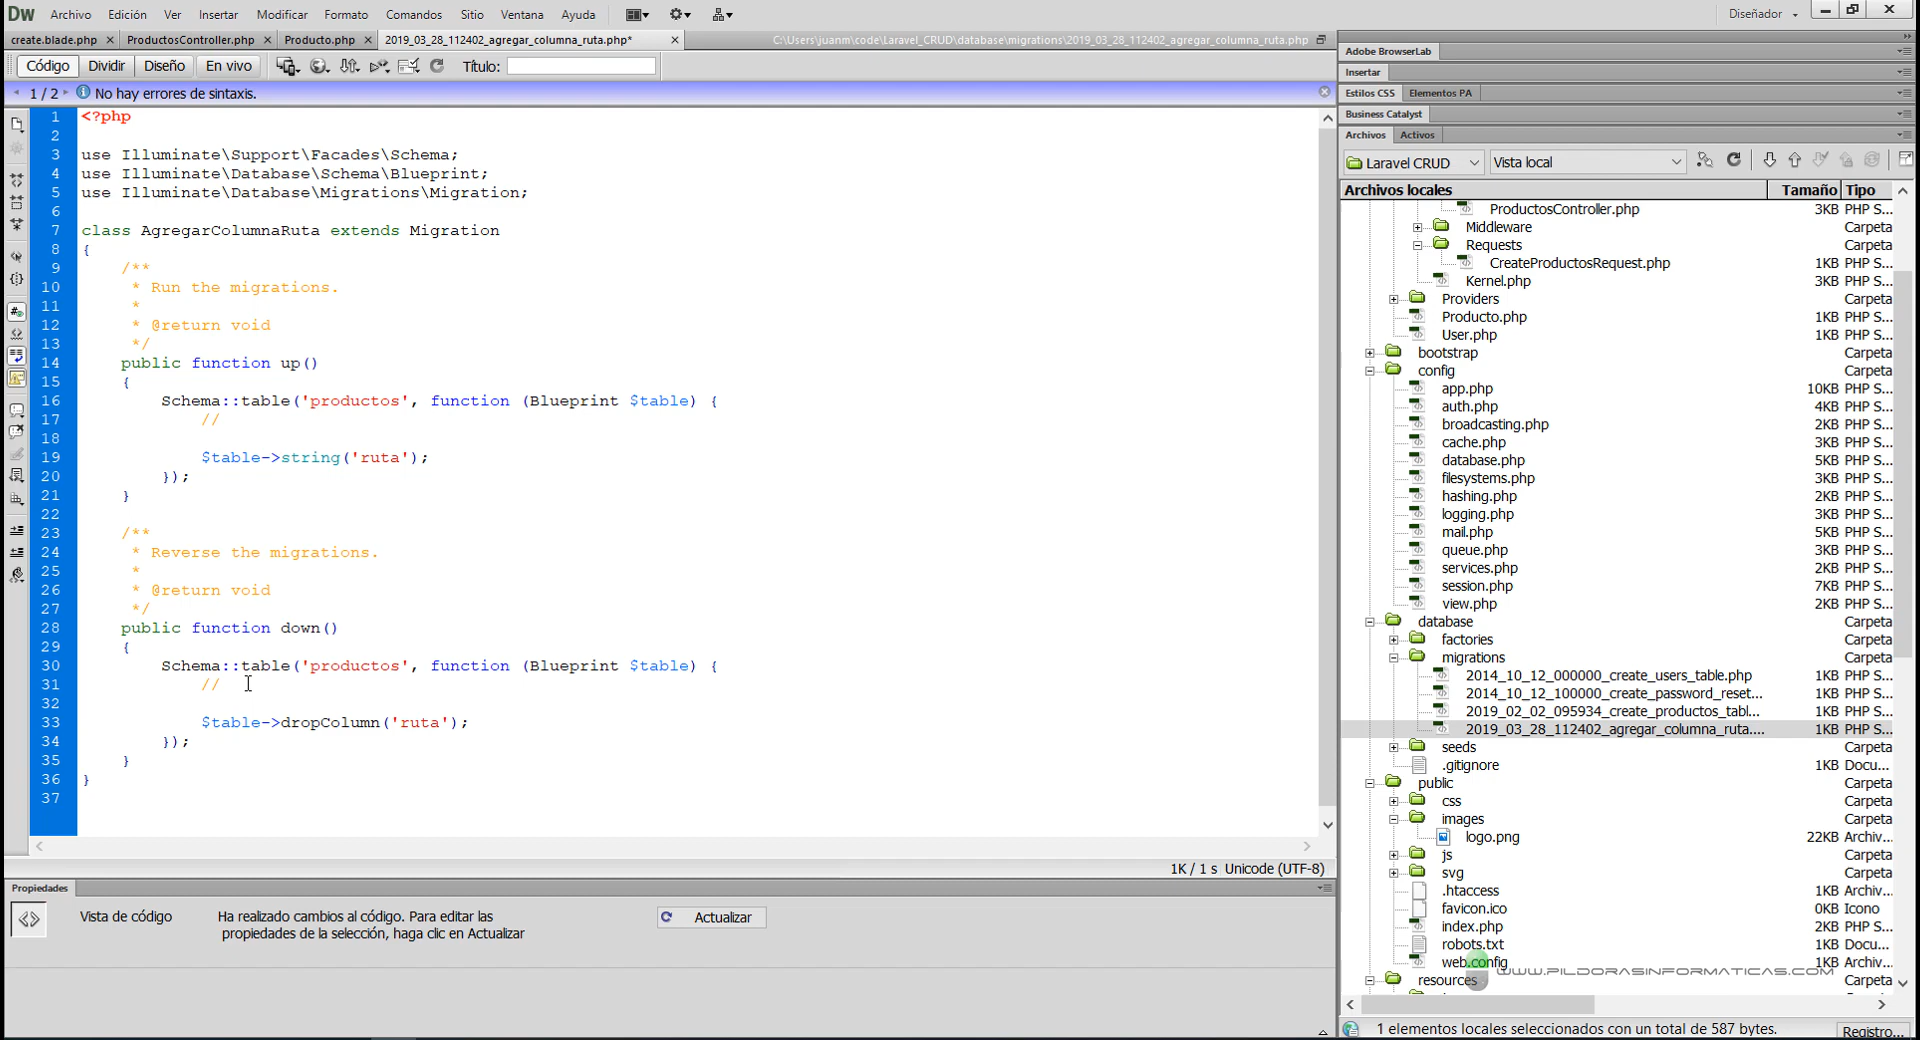 Dw Archivo Edición Ver Insertar Modificar Formato Comandos Sitio Ventana Ayuda Diseñador
create.blade.php ProductosController.php Producto.php 2019_03_28_112402_agregar_columna_ruta.php* C:\Users\juanm\code\Laravel_CRUD\database\migrations\2019_03_28_112402_agregar_columna_ruta.php
Código Dividir Diseño En vivo Título:
1 / 2 No hay errores de sintaxis.
1 <?php
2
3 use Illuminate\Support\Facades\Schema;
4 use Illuminate\Database\Schema\Blueprint;
5 use Illuminate\Database\Migrations\Migration;
6
7 class AgregarColumnaRuta extends Migration
8 {
9 /**
10 * Run the migrations.
11 *
12 * @return void
13 */
14 public function up()
15 {
16 Schema::table('productos', function (Blueprint $table) {
17 //
18
19 $table->string('ruta');
20 });
21 }
22
23 /**
24 * Reverse the migrations.
25 *
26 * @return void
27 */
28 public function down()
29 {
30 Schema::table('productos', function (Blueprint $table) {
31 //
32
33 $table->dropColumn('ruta');
34 });
35 }
36 }
37
1K / 1 s Unicode (UTF-8)
Propiedades
Vista de código Ha realizado cambios al código. Para editar las Actualizar
propiedades de la selección, haga clic en Actualizar
Adobe BrowserLab
Insertar
Estilos CSS Elementos PA
Business Catalyst
Archivos Activos
Laravel CRUD Vista local
Archivos locales Tamaño Tipo
ProductosController.php 3KB PHP S...
Middleware Carpeta
Requests Carpeta
CreateProductosRequest.php 1KB PHP S...
Kernel.php 3KB PHP S...
Providers Carpeta
Producto.php 1KB PHP S...
User.php 1KB PHP S...
bootstrap Carpeta
config Carpeta
app.php 10KB PHP S...
auth.php 4KB PHP S...
broadcasting.php 2KB PHP S...
cache.php 3KB PHP S...
database.php 5KB PHP S...
filesystems.php 3KB PHP S...
hashing.php 2KB PHP S...
logging.php 3KB PHP S...
mail.php 5KB PHP S...
queue.php 3KB PHP S...
services.php 2KB PHP S...
session.php 7KB PHP S...
view.php 2KB PHP S...
database Carpeta
factories Carpeta
migrations Carpeta
2014_10_12_000000_create_users_table.php 1KB PHP S...
2014_10_12_100000_create_password_reset... 1KB PHP S...
2019_02_02_095934_create_productos_tabl... 1KB PHP S...
2019_03_28_112402_agregar_columna_ruta.... 1KB PHP S...
seeds Carpeta
.gitignore 1KB Docu...
public Carpeta
css Carpeta
images Carpeta
logo.png 22KB Archiv...
js Carpeta
svg Carpeta
.htaccess 1KB Archiv...
favicon.ico 0KB Icono
index.php 2KB PHP S...
robots.txt 1KB Docu...
web.config 1KB Archiv...
WWW.PILDORASINFORMATICAS.COM
resources Carpeta
1 elementos locales seleccionados con un total de 587 bytes. Registro...